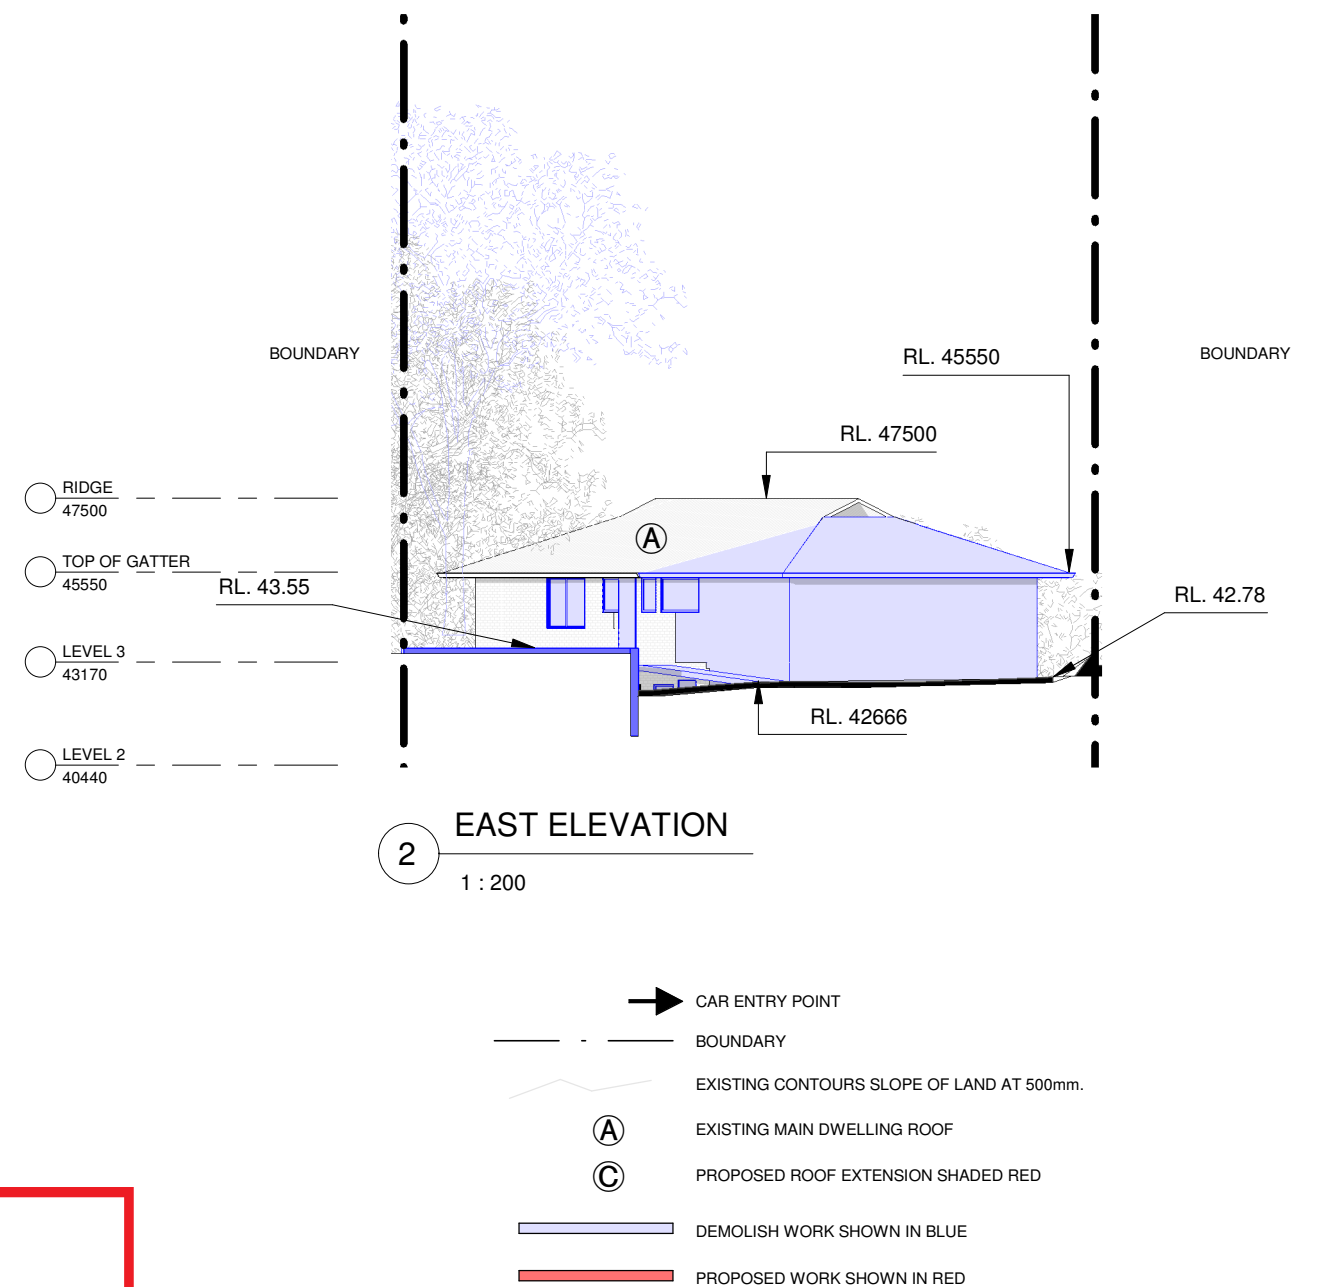 BOUNDARY
BOUNDARY
RL. 45550
RL. 47500
RIDGE
47500
TOP OF GATTER
45550
RL. 43.55
RL. 42.78
LEVEL 3
43170
A
RL. 42666
LEVEL 2
40440
2
EAST ELEVATION
1 : 200
CAR ENTRY POINT
BOUNDARY
EXISTING CONTOURS SLOPE OF LAND AT 500mm.
A EXISTING MAIN DWELLING ROOF
C PROPOSED ROOF EXTENSION SHADED RED
DEMOLISH WORK SHOWN IN BLUE
PROPOSED WORK SHOWN IN RED